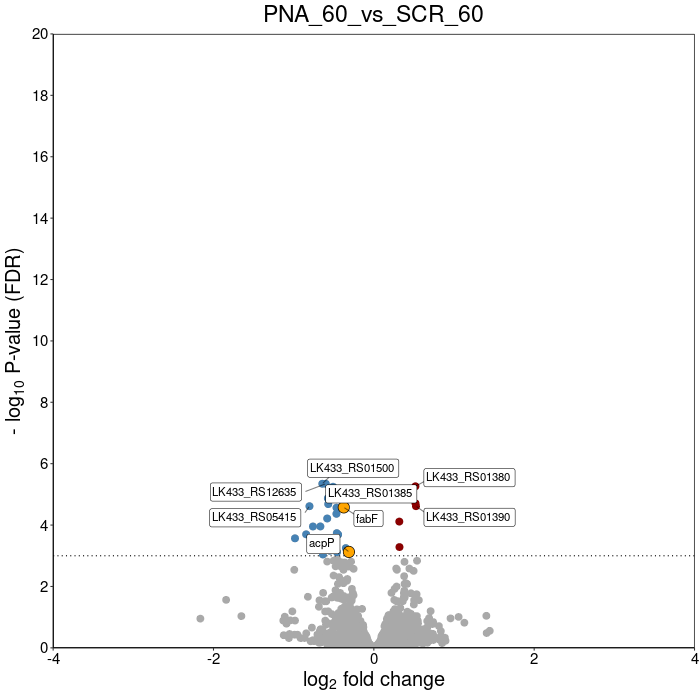 PNA_60_vs_SCR_60
- log10 P-value (FDR)
20
18
16
14
12
10
8
6
4
2
0
LK433_RS01500
LK433_RS01380
LK433_RS12635
LK433_RS01385
LK433_RS05415
fabF
LK433_RS01390
acpP
-4
-2
0
2
4
log2 fold change